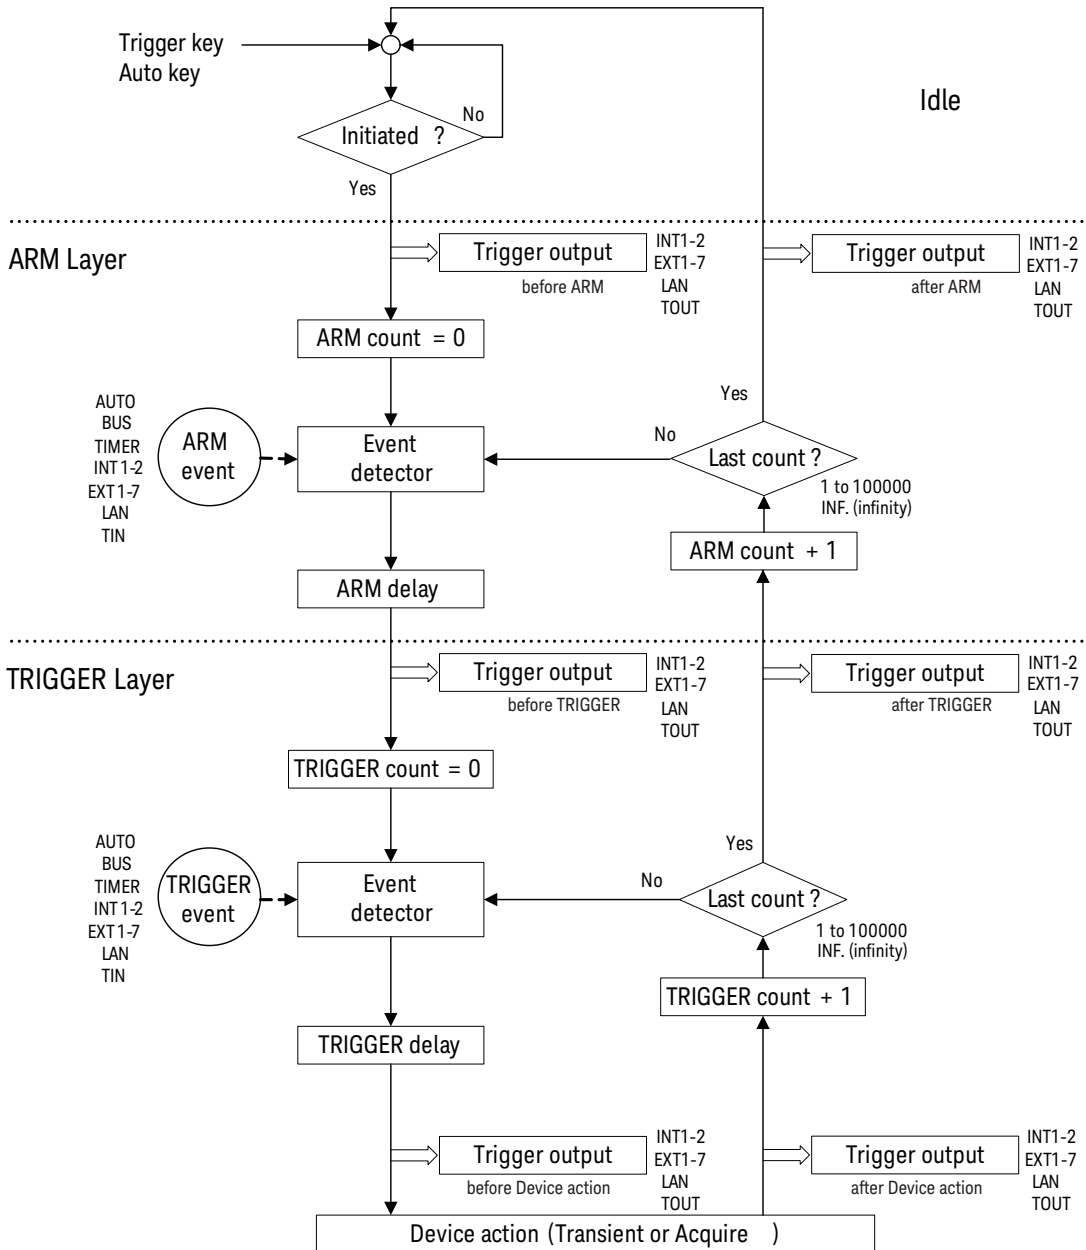 Trigger key
Auto key
No
Initiated ?
Yes
Idle
ARM Layer
Trigger output
before ARM
INT1-2
EXT1-7
LAN
TOUT
Trigger output
after ARM
INT1-2
EXT1-7
LAN
TOUT
ARM count = 0
AUTO
BUS
TIMER
INT1-2
EXT1-7
LAN
TIN
ARM
event
Event
detector
Yes
No
Last count ?
1 to 100000
INF. (infinity)
ARM count + 1
ARM delay
TRIGGER Layer
Trigger output
before TRIGGER
INT1-2
EXT1-7
LAN
TOUT
Trigger output
after TRIGGER
INT1-2
EXT1-7
LAN
TOUT
TRIGGER count = 0
AUTO
BUS
TIMER
INT1-2
EXT1-7
LAN
TIN
TRIGGER
event
Event
detector
Yes
No
Last count ?
1 to 100000
INF. (infinity)
TRIGGER count + 1
TRIGGER delay
Trigger output
before Device action
INT1-2
EXT1-7
LAN
TOUT
Trigger output
after Device action
INT1-2
EXT1-7
LAN
TOUT
Device action (Transient or Acquire )